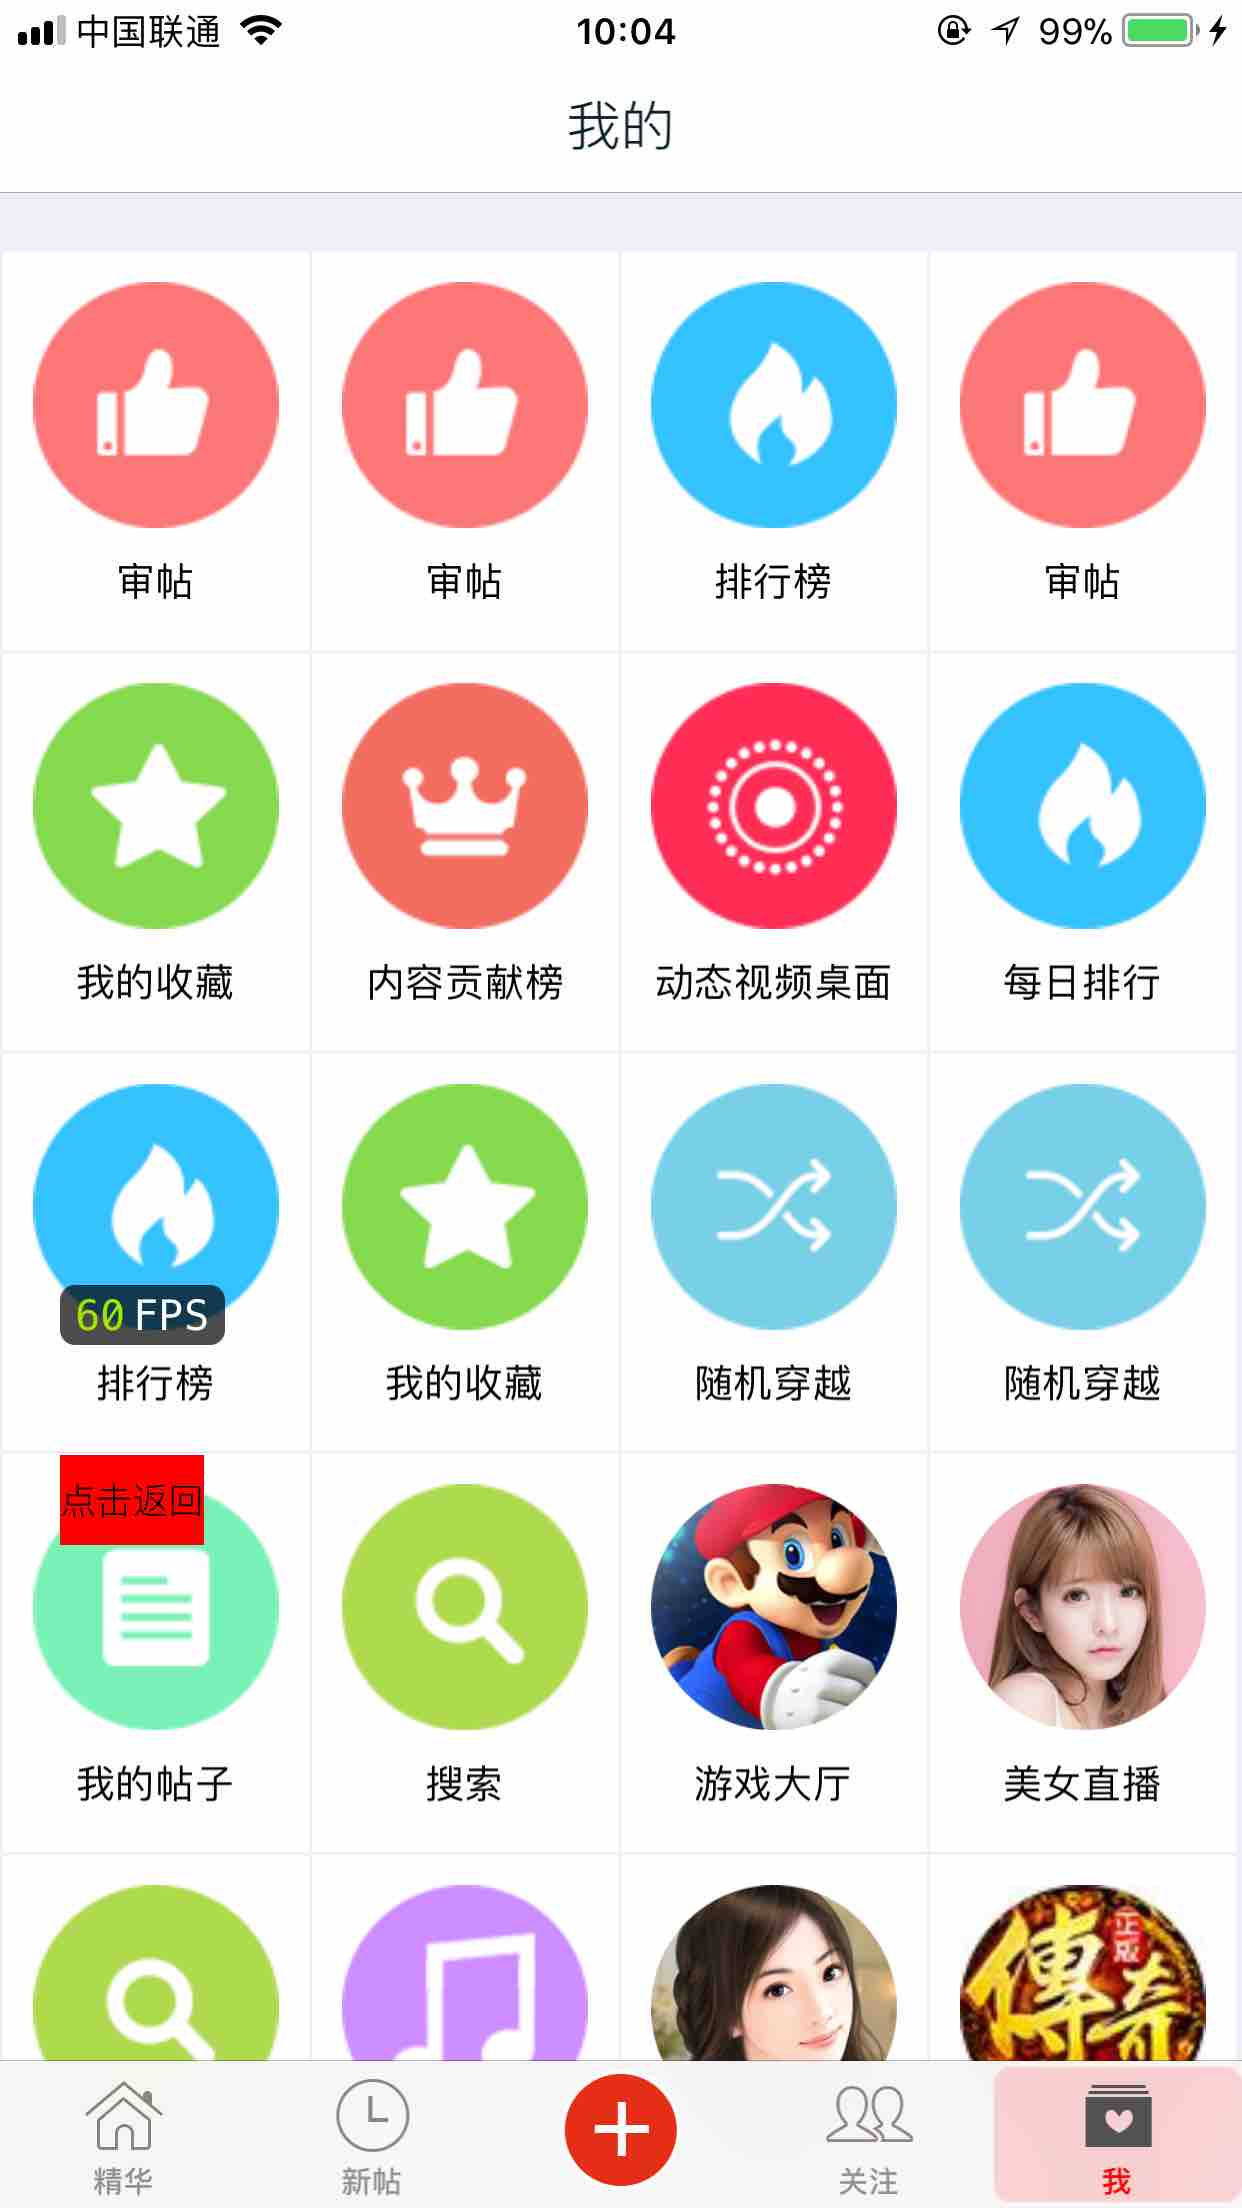 中国联通
10:04
99%
我的
审帖
审帖
排行榜
审帖
我的收藏
内容贡献榜
动态视频桌面
每日排行
60 FPS
排行榜
我的收藏
随机穿越
随机穿越
点击返回
我的帖子
搜索
游戏大厅
美女直播
正版
傳奇
精华
新帖
关注
我